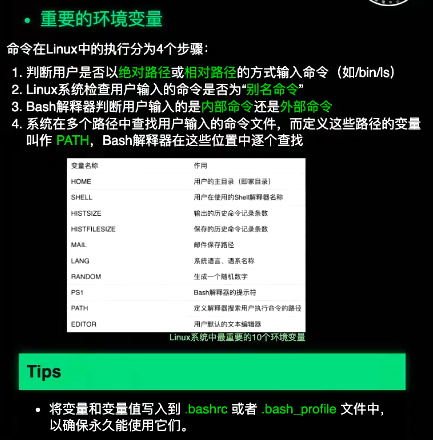 • 重要的环境变量
命令在Linux中的执行分为4个步骤：
1. 判断用户是否以绝对路径或相对路径的方式输入命令（如/bin/ls）
2. Linux系统检查用户输入的命令是否为“别名命令”
3. Bash解释器判断用户输入的是内部命令还是外部命令
4. 系统在多个路径中查找用户输入的命令文件，而定义这些路径的变量
叫作 PATH，Bash解释器在这些位置中逐个查找
变量名称 作用
HOME 用户的主目录（即家目录）
SHELL 用户在使用的Shell解释器名称
HISTSIZE 输出的历史命令记录条数
HISTFILESIZE 保存的历史命令记录条数
MAIL 邮件保存路径
LANG 系统语言、语系名称
RANDOM 生成一个随机数字
PS1 Bash解释器的提示符
PATH 定义解释器搜索用户执行命令的路径
EDITOR 用户默认的文本编辑器
Linux系统中最重要的10个环境变量
Tips
• 将变量和变量值写入到 .bashrc 或者 .bash_profile 文件中，
以确保永久能使用它们。